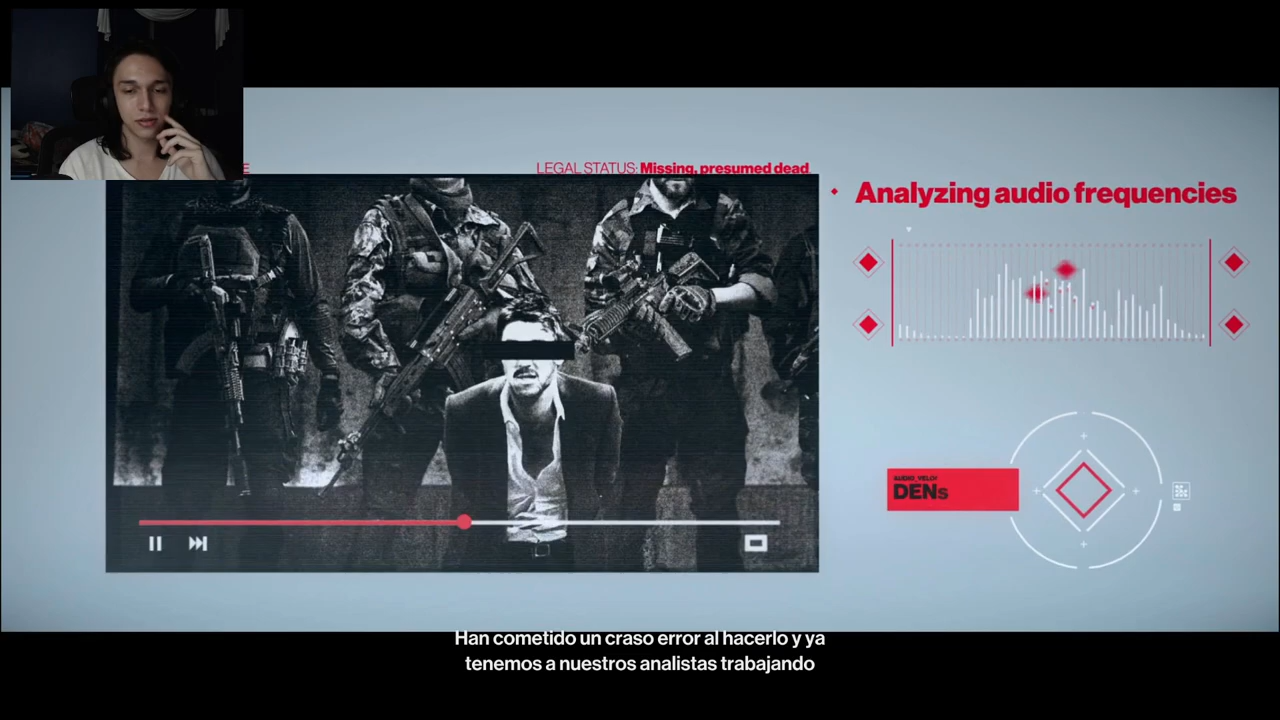 E
LEGAL STATUS: Missing, presumed dead
Analyzing audio frequencies
DENs
Han cometido un craso error al hacerlo y ya
tenemos a nuestros analistas trabajando